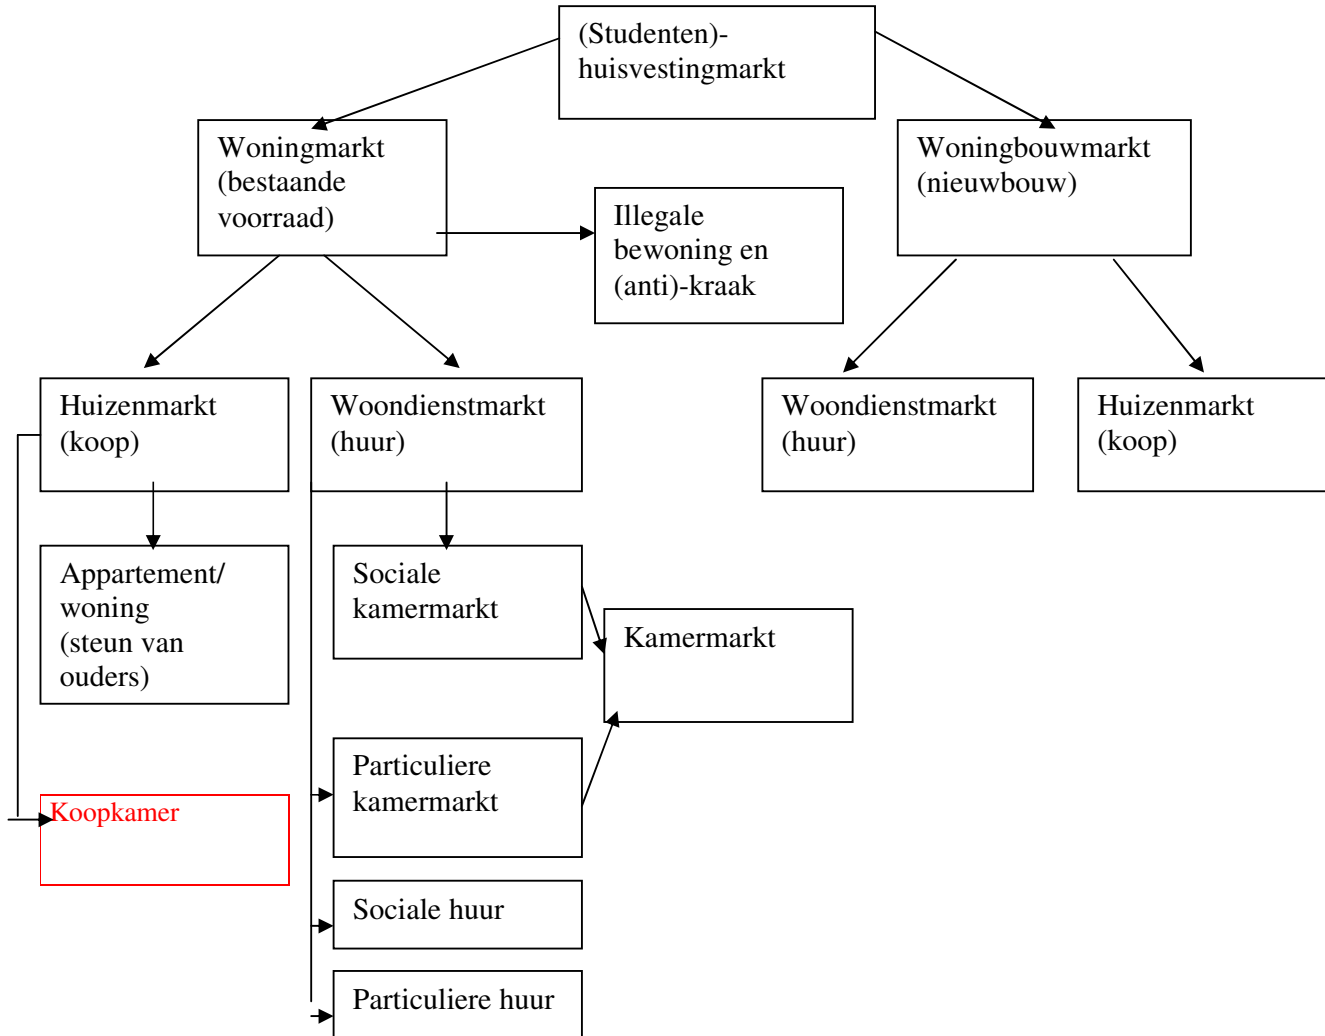 (Studenten)-
huisvestingmarkt
Woningmarkt
(bestaande
voorraad)
Woningbouwmarkt
(nieuwbouw)
Illegale
bewoning en
(anti)-kraak
Huizenmarkt
(koop)
Woondienstmarkt
(huur)
Woondienstmarkt
(huur)
Huizenmarkt
(koop)
Appartement/
woning
(steun van
ouders)
Sociale
kamermarkt
Kamermarkt
Particuliere
kamermarkt
Koopkamer
Sociale huur
Particuliere huur